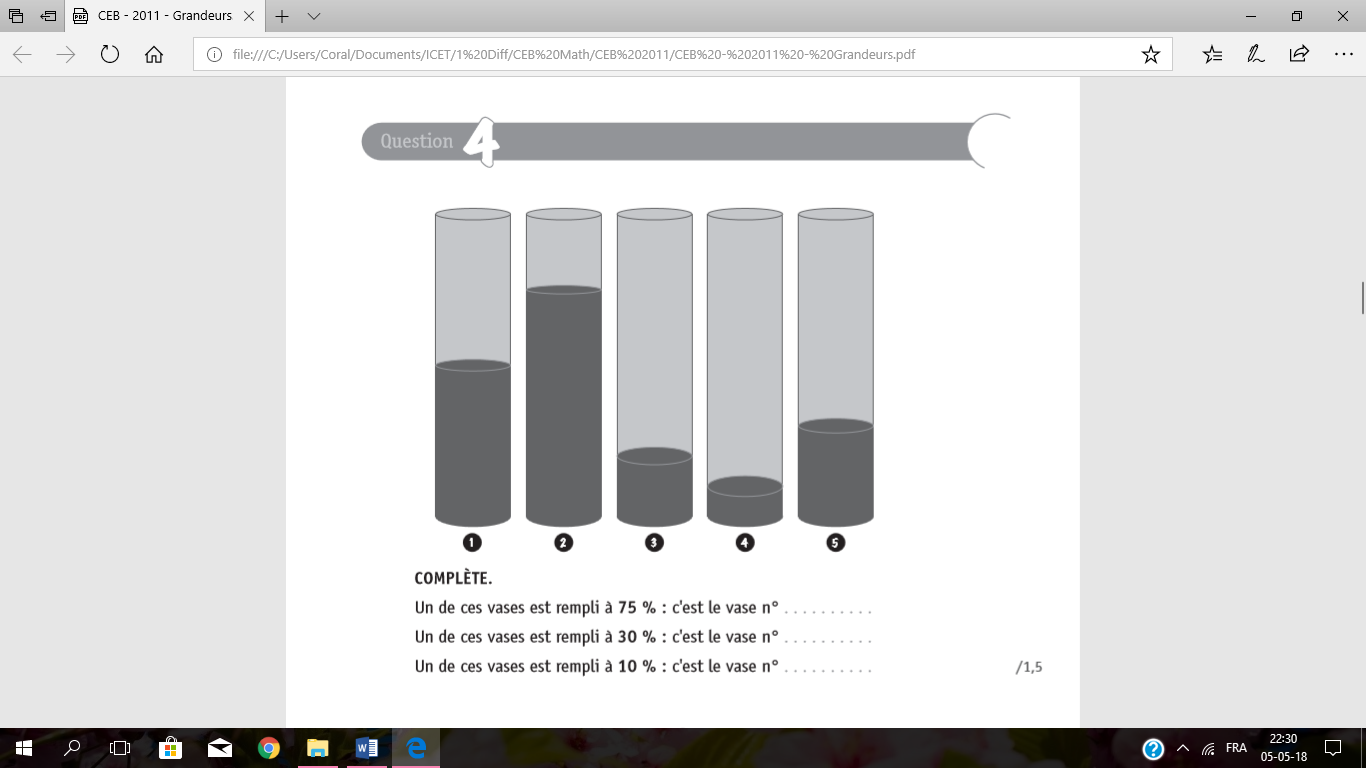 CEB - 2011 - Grandeurs
file:///C:/Users/Coral/Documents/ICET/1%20Diff/CEB%20Math/CEB%202011/CEB%20-%202011%20-%20Grandeurs.pdf
Question 4
1 2 3 4 5
COMPLÈTE.
Un de ces vases est rempli à 75 % : c'est le vase n° . . . . . . . . . .
Un de ces vases est rempli à 30 % : c'est le vase n° . . . . . . . . . .
Un de ces vases est rempli à 10 % : c'est le vase n° . . . . . . . . . . /1,5
FRA 22:30
05-05-18